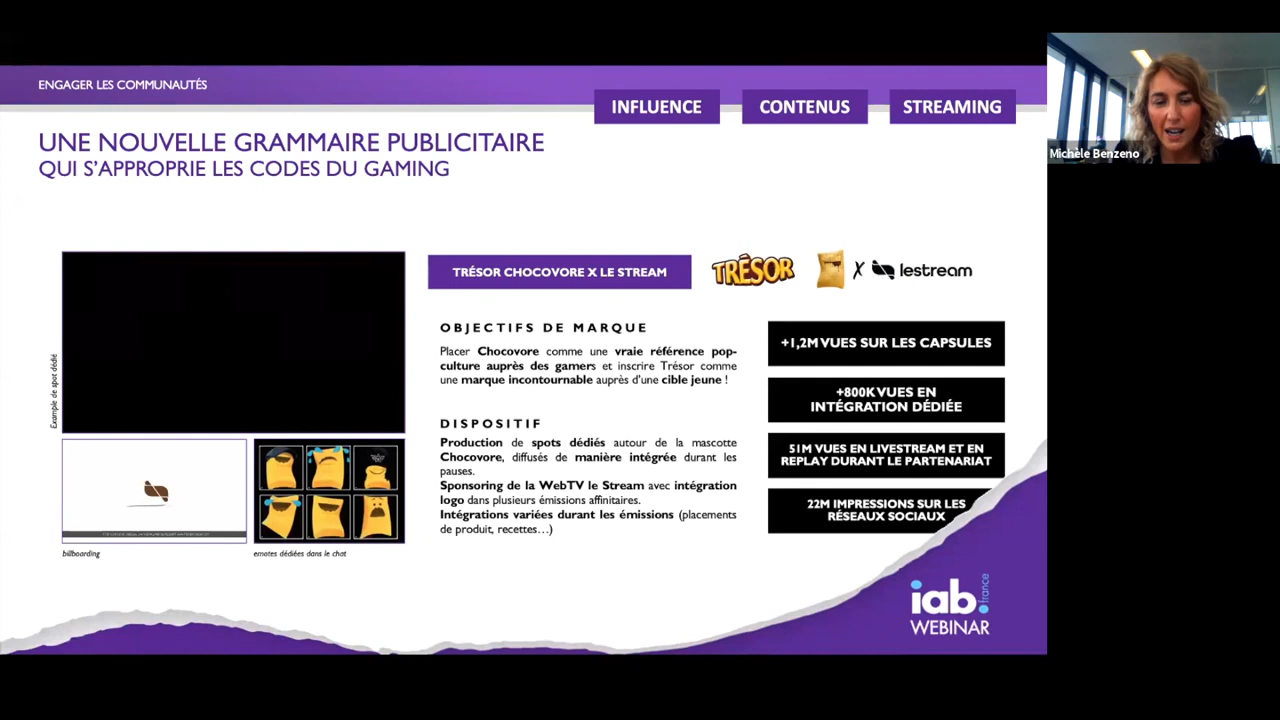 ENGAGER LES COMMUNAUTÉS
INFLUENCE
CONTENUS
STREAMING
UNE NOUVELLE GRAMMAIRE PUBLICITAIRE
QUI S'APPROPRIE LES CODES DU GAMING
Michèle Benzeno
Exemple de spot dédié
TRÉSOR CHOCOVORE X LE STREAM
TRÉSOR
X
lestream
OBJECTIFS DE MARQUE
Placer Chocovore comme une vraie référence pop-
culture auprès des gamers et inscrire Trésor comme
une marque incontournable auprès d'une cible jeune !
DISPOSITIF
Production de spots dédiés autour de la mascotte
Chocovore, diffusés de manière intégrée durant les
pauses.
Sponsoring de la WebTV le Stream avec intégration
logo dans plusieurs émissions affinitaires.
Intégrations variées durant les émissions (placements
de produit, recettes...)
+1,2M VUES SUR LES CAPSULES
+800K VUES EN
INTÉGRATION DÉDIÉE
51M VUES EN LIVESTREAM ET EN
REPLAY DURANT LE PARTENARIAT
22M IMPRESSIONS SUR LES
RÉSEAUX SOCIAUX
billboarding
emotes dédiées dans le chat
iab.
france
WEBINAR